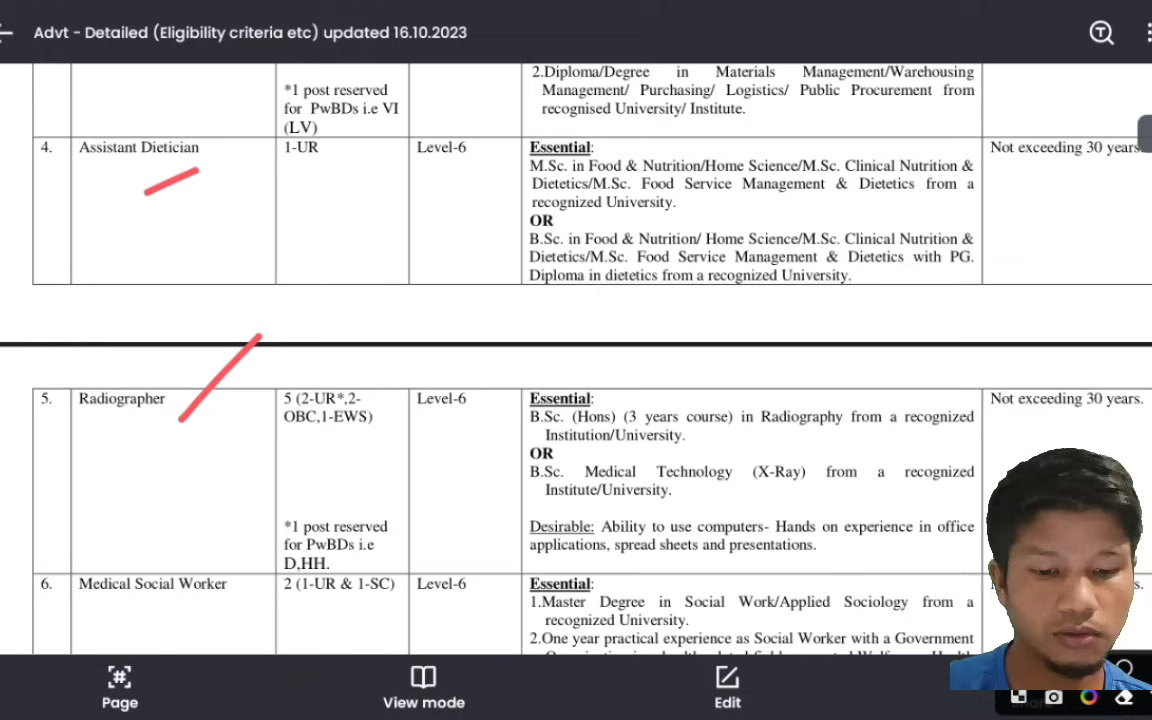 Advt - Detailed (Eligibility criteria etc) updated 16.10.2023
*1 post reserved
for PwBDs i.e VI
(LV)
2.Diploma/Degree in Materials Management/Warehousing
Management/ Purchasing/ Logistics/ Public Procurement from
recognised University/ Institute.
4.
Assistant Dietician
1-UR
Level-6
Essential:
M.Sc. in Food & Nutrition/Home Science/M.Sc. Clinical Nutrition &
Dietetics/M.Sc. Food Service Management & Dietetics from a
recognized University.
OR
B.Sc. in Food & Nutrition/ Home Science/M.Sc. Clinical Nutrition &
Dietetics/M.Sc. Food Service Management & Dietetics with PG.
Diploma in dietetics from a recognized University.
Not exceeding 30 years.
5.
Radiographer
5 (2-UR*,2-
OBC,1-EWS)
*1 post reserved
for PwBDs i.e
D,HH.
Level-6
Essential:
B.Sc. (Hons) (3 years course) in Radiography from a recognized
Institution/University.
OR
B.Sc. Medical Technology (X-Ray) from a recognized
Institute/University.
Desirable: Ability to use computers- Hands on experience in office
applications, spread sheets and presentations.
Not exceeding 30 years.
6.
Medical Social Worker
2 (1-UR & 1-SC)
Level-6
Essential:
1.Master Degree in Social Work/Applied Sociology from a
recognized University.
2.One year practical experience as Social Worker with a Government
Page
View mode
Edit